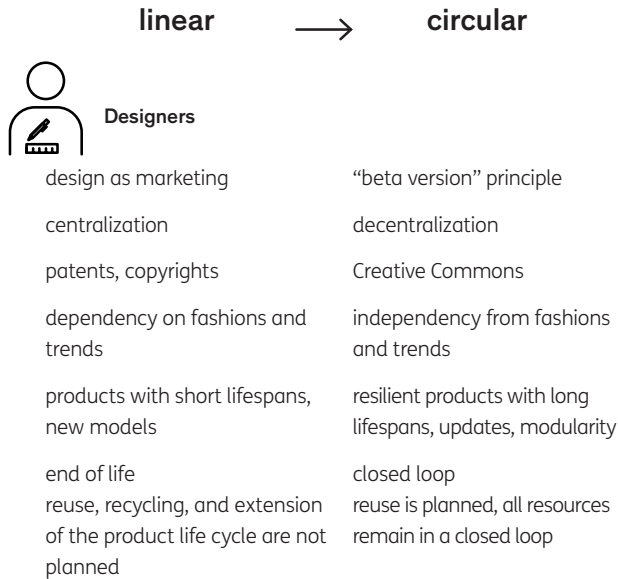 linear → circular
Designers
design as marketing
“beta version” principle
centralization
decentralization
patents, copyrights
Creative Commons
dependency on fashions and
trends
independency from fashions
and trends
products with short lifespans,
new models
resilient products with long
lifespans, updates, modularity
end of life
reuse, recycling, and extension
of the product life cycle are not
planned
closed loop
reuse is planned, all resources
remain in a closed loop